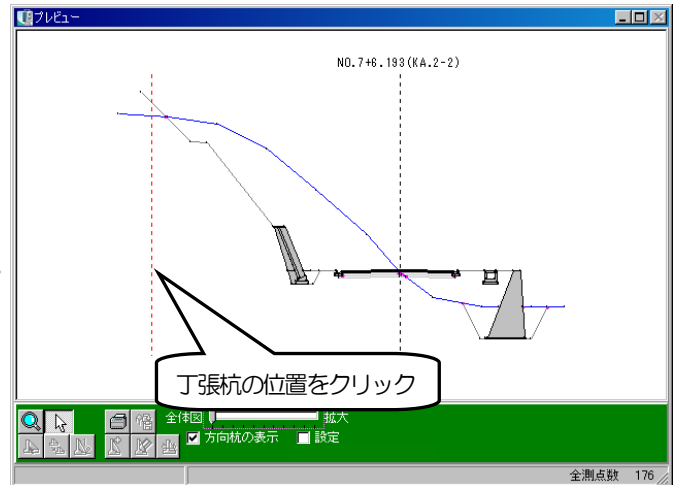 プレビュー
NO.7+6.193(KA.2-2)
丁張杭の位置をクリック
全体図
拡大
方向杭の表示
設定
全測点数 176